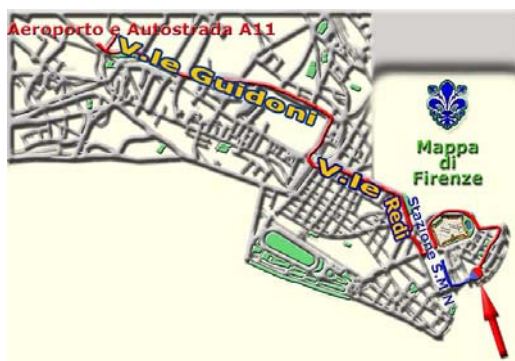 Aeroporto e Autostrada A11
V.le Guidoni
Mappa
di
Firenze
V.le Redi
Stazione S.M.N